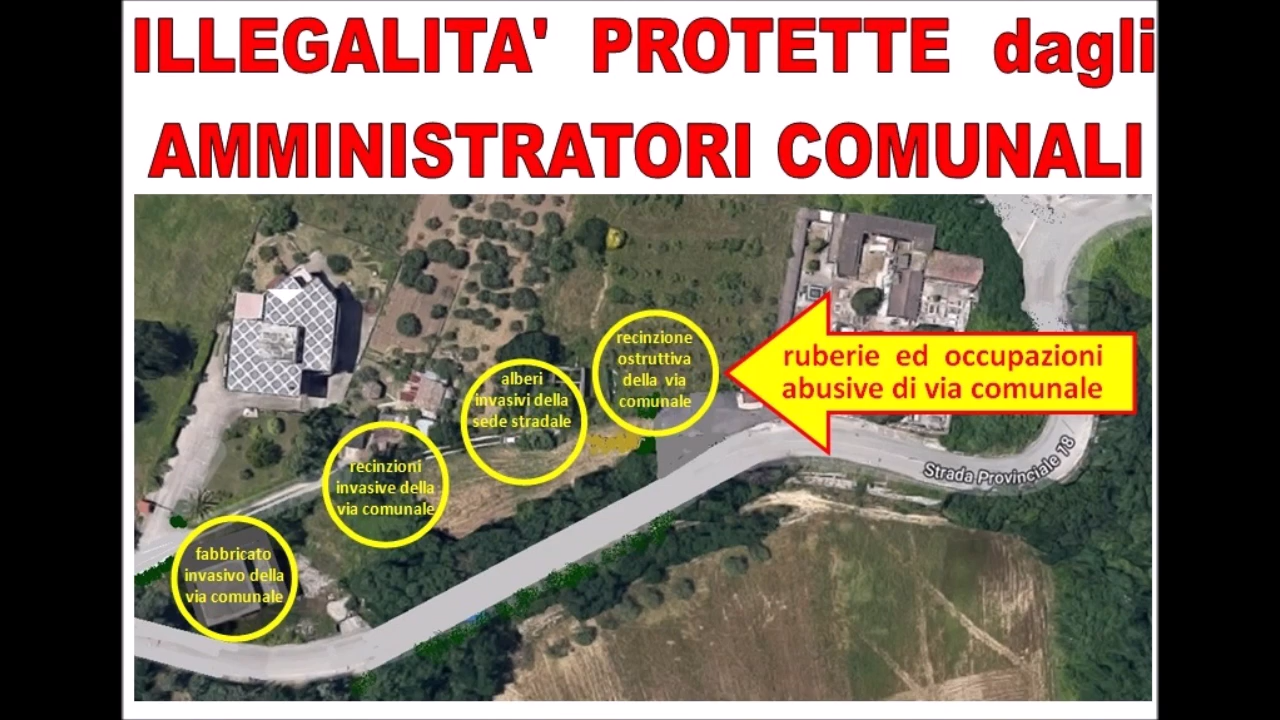 ILLEGALITA' PROTETTE dagli
AMMINISTRATORI COMUNALI
recinzione
ostruttiva
della via
comunale
ruberie ed occupazioni
abusive di via comunale
alberi
invasivi della
sede stradale
recinzioni
invasive della
via comunale
Strada Provinciale 18
fabbricato
invasivo della
via comunale